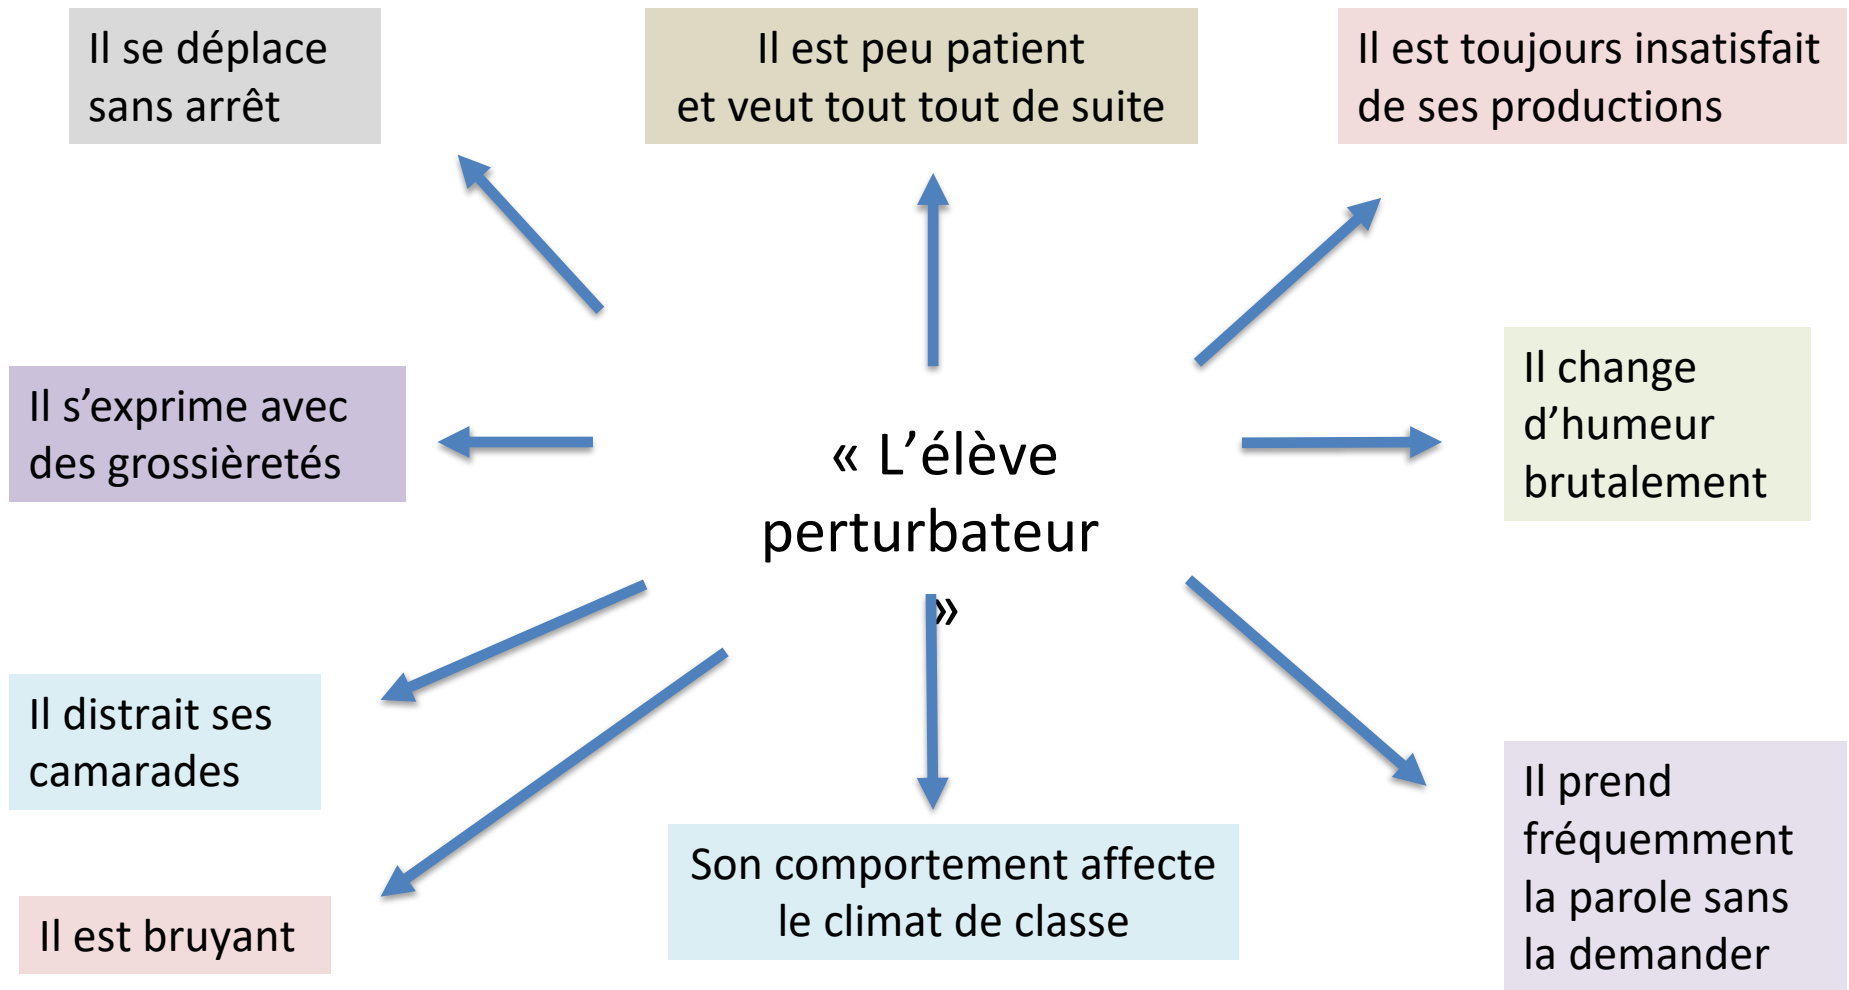 Il se déplace
sans arrêt
Il est peu patient
et veut tout tout de suite
Il est toujours insatisfait
de ses productions
Il s’exprime avec
des grossièretés
« L’élève
perturbateur
»
Il change
d’humeur
brutalement
Il distrait ses
camarades
Il est bruyant
Son comportement affecte
le climat de classe
Il prend
fréquemment
la parole sans
la demander